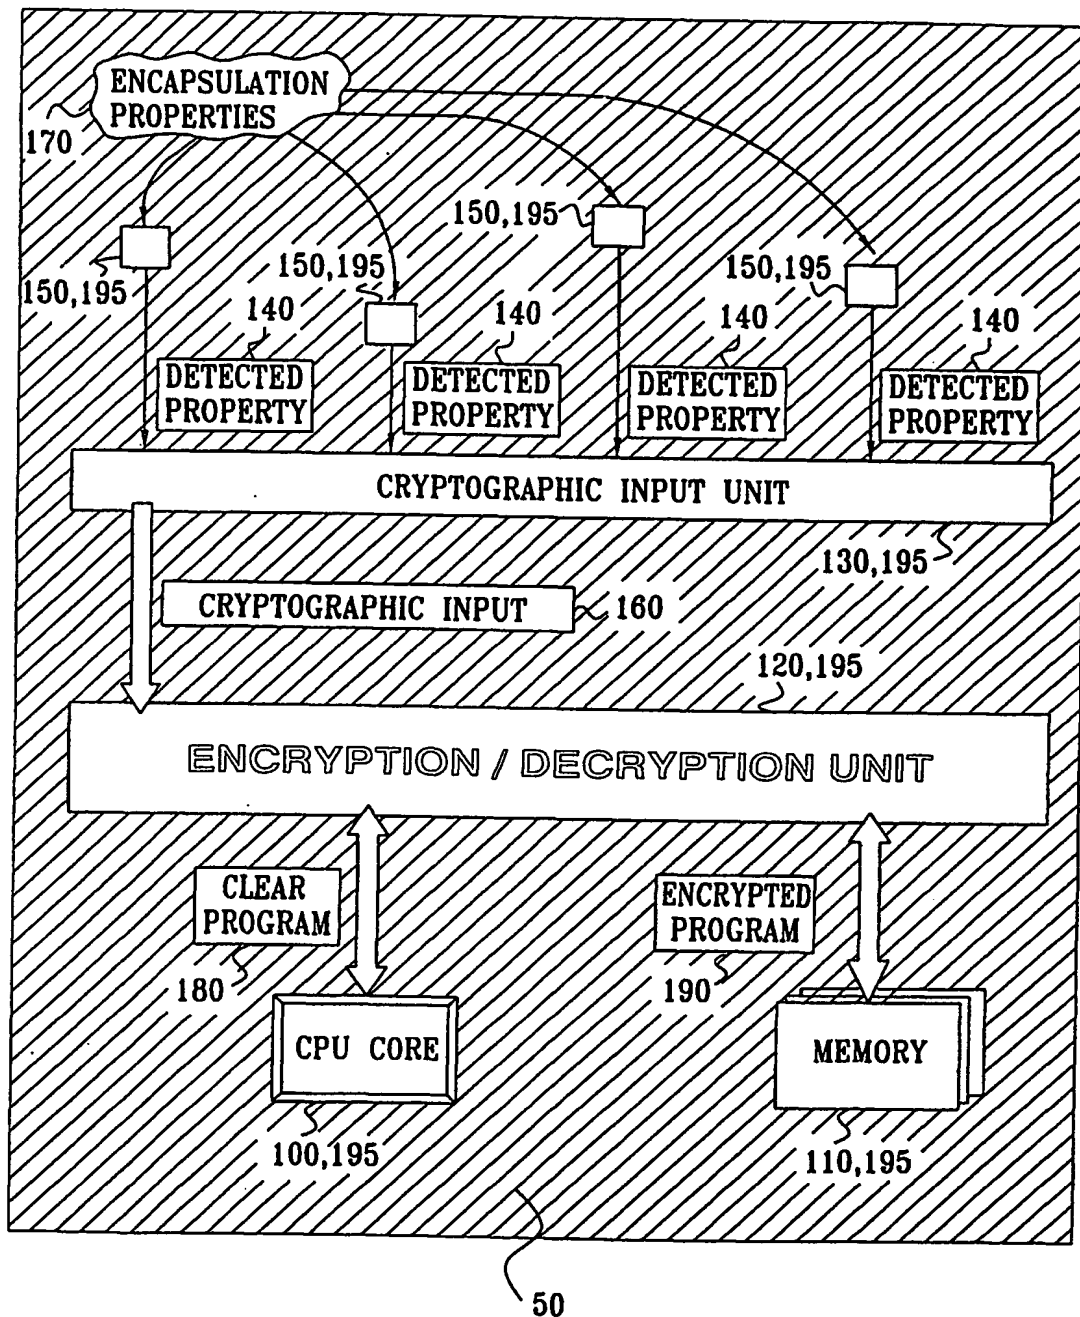 ENCAPSULATION
PROPERTIES
170
150,195
150,195
150,195
150,195
140
140
140
140
DETECTED
PROPERTY
DETECTED
PROPERTY
DETECTED
PROPERTY
DETECTED
PROPERTY
CRYPTOGRAPHIC INPUT UNIT
130,195
CRYPTOGRAPHIC INPUT
160
120,195
ENCRYPTION / DECRYPTION UNIT
CLEAR
PROGRAM
180
ENCRYPTED
PROGRAM
190
CPU CORE
100,195
MEMORY
110,195
50